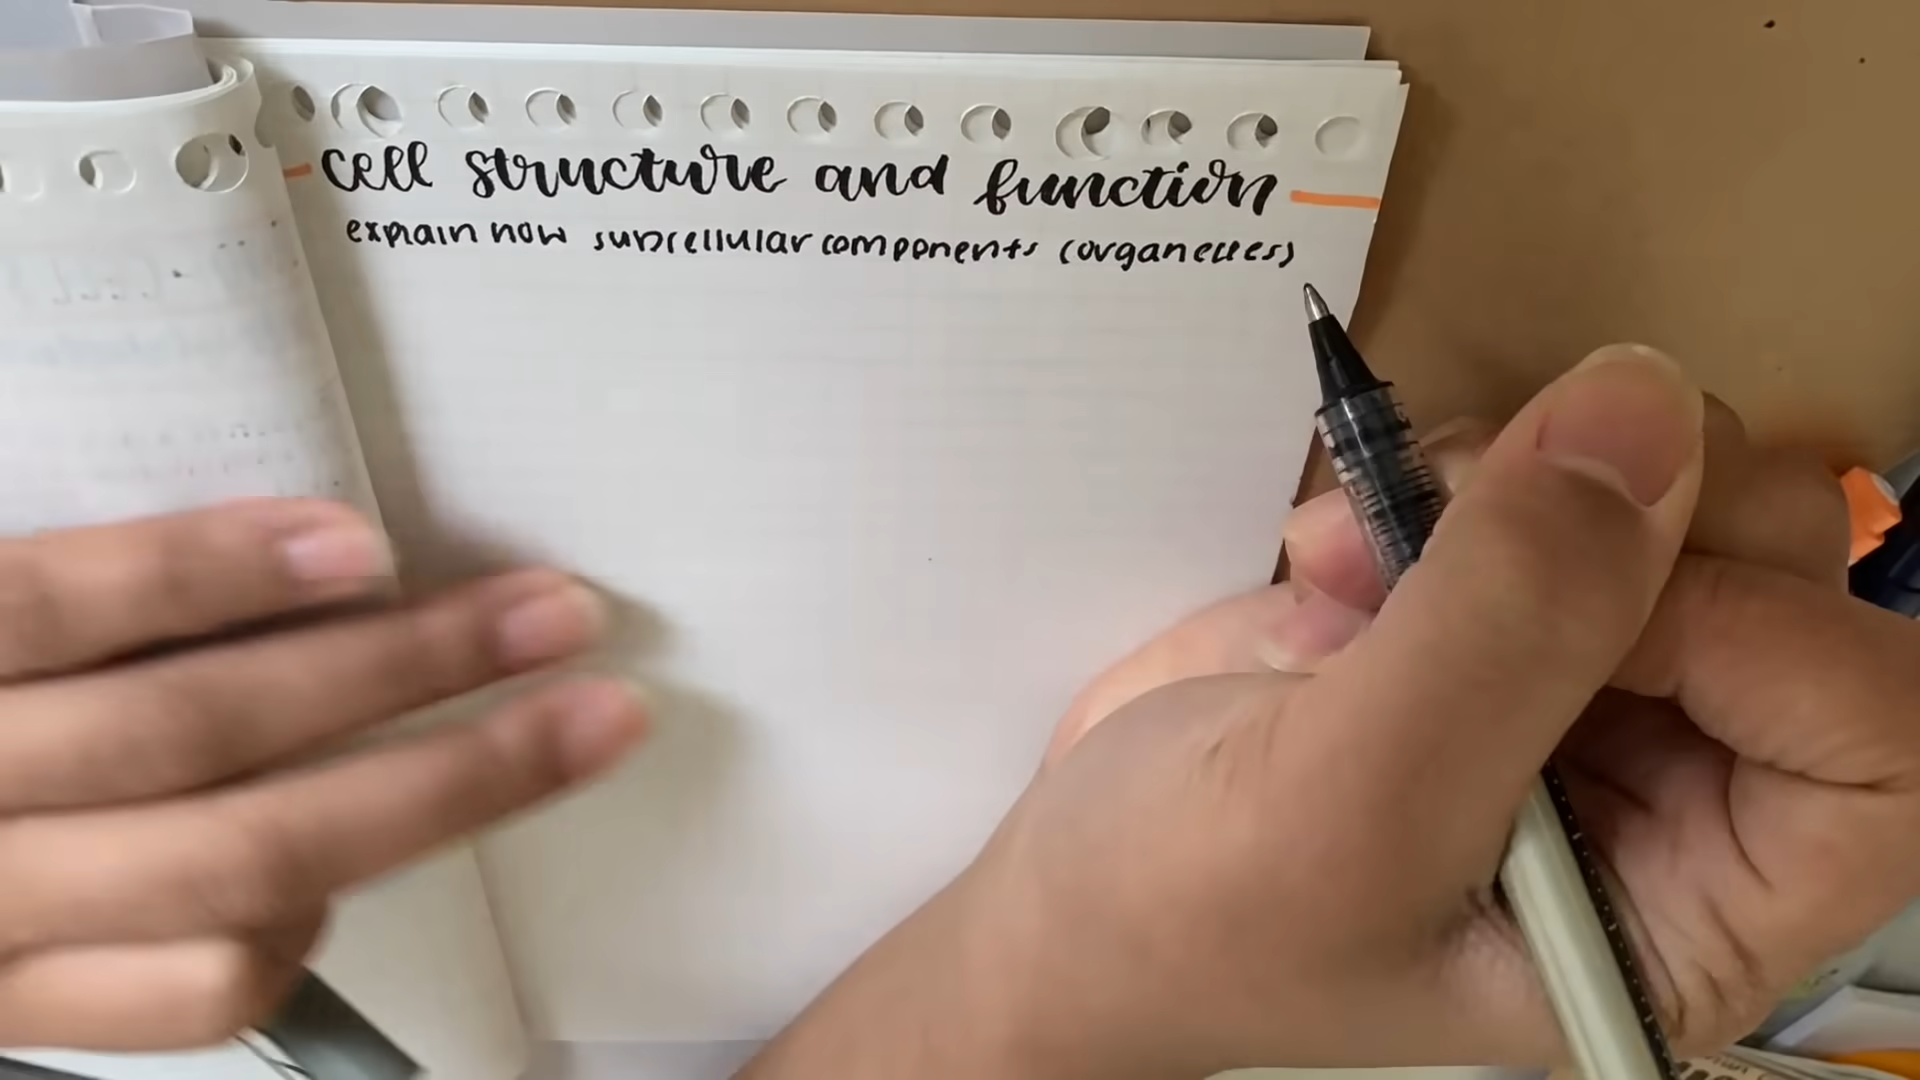 cell structure and function
explain how subcellular components (organelles)